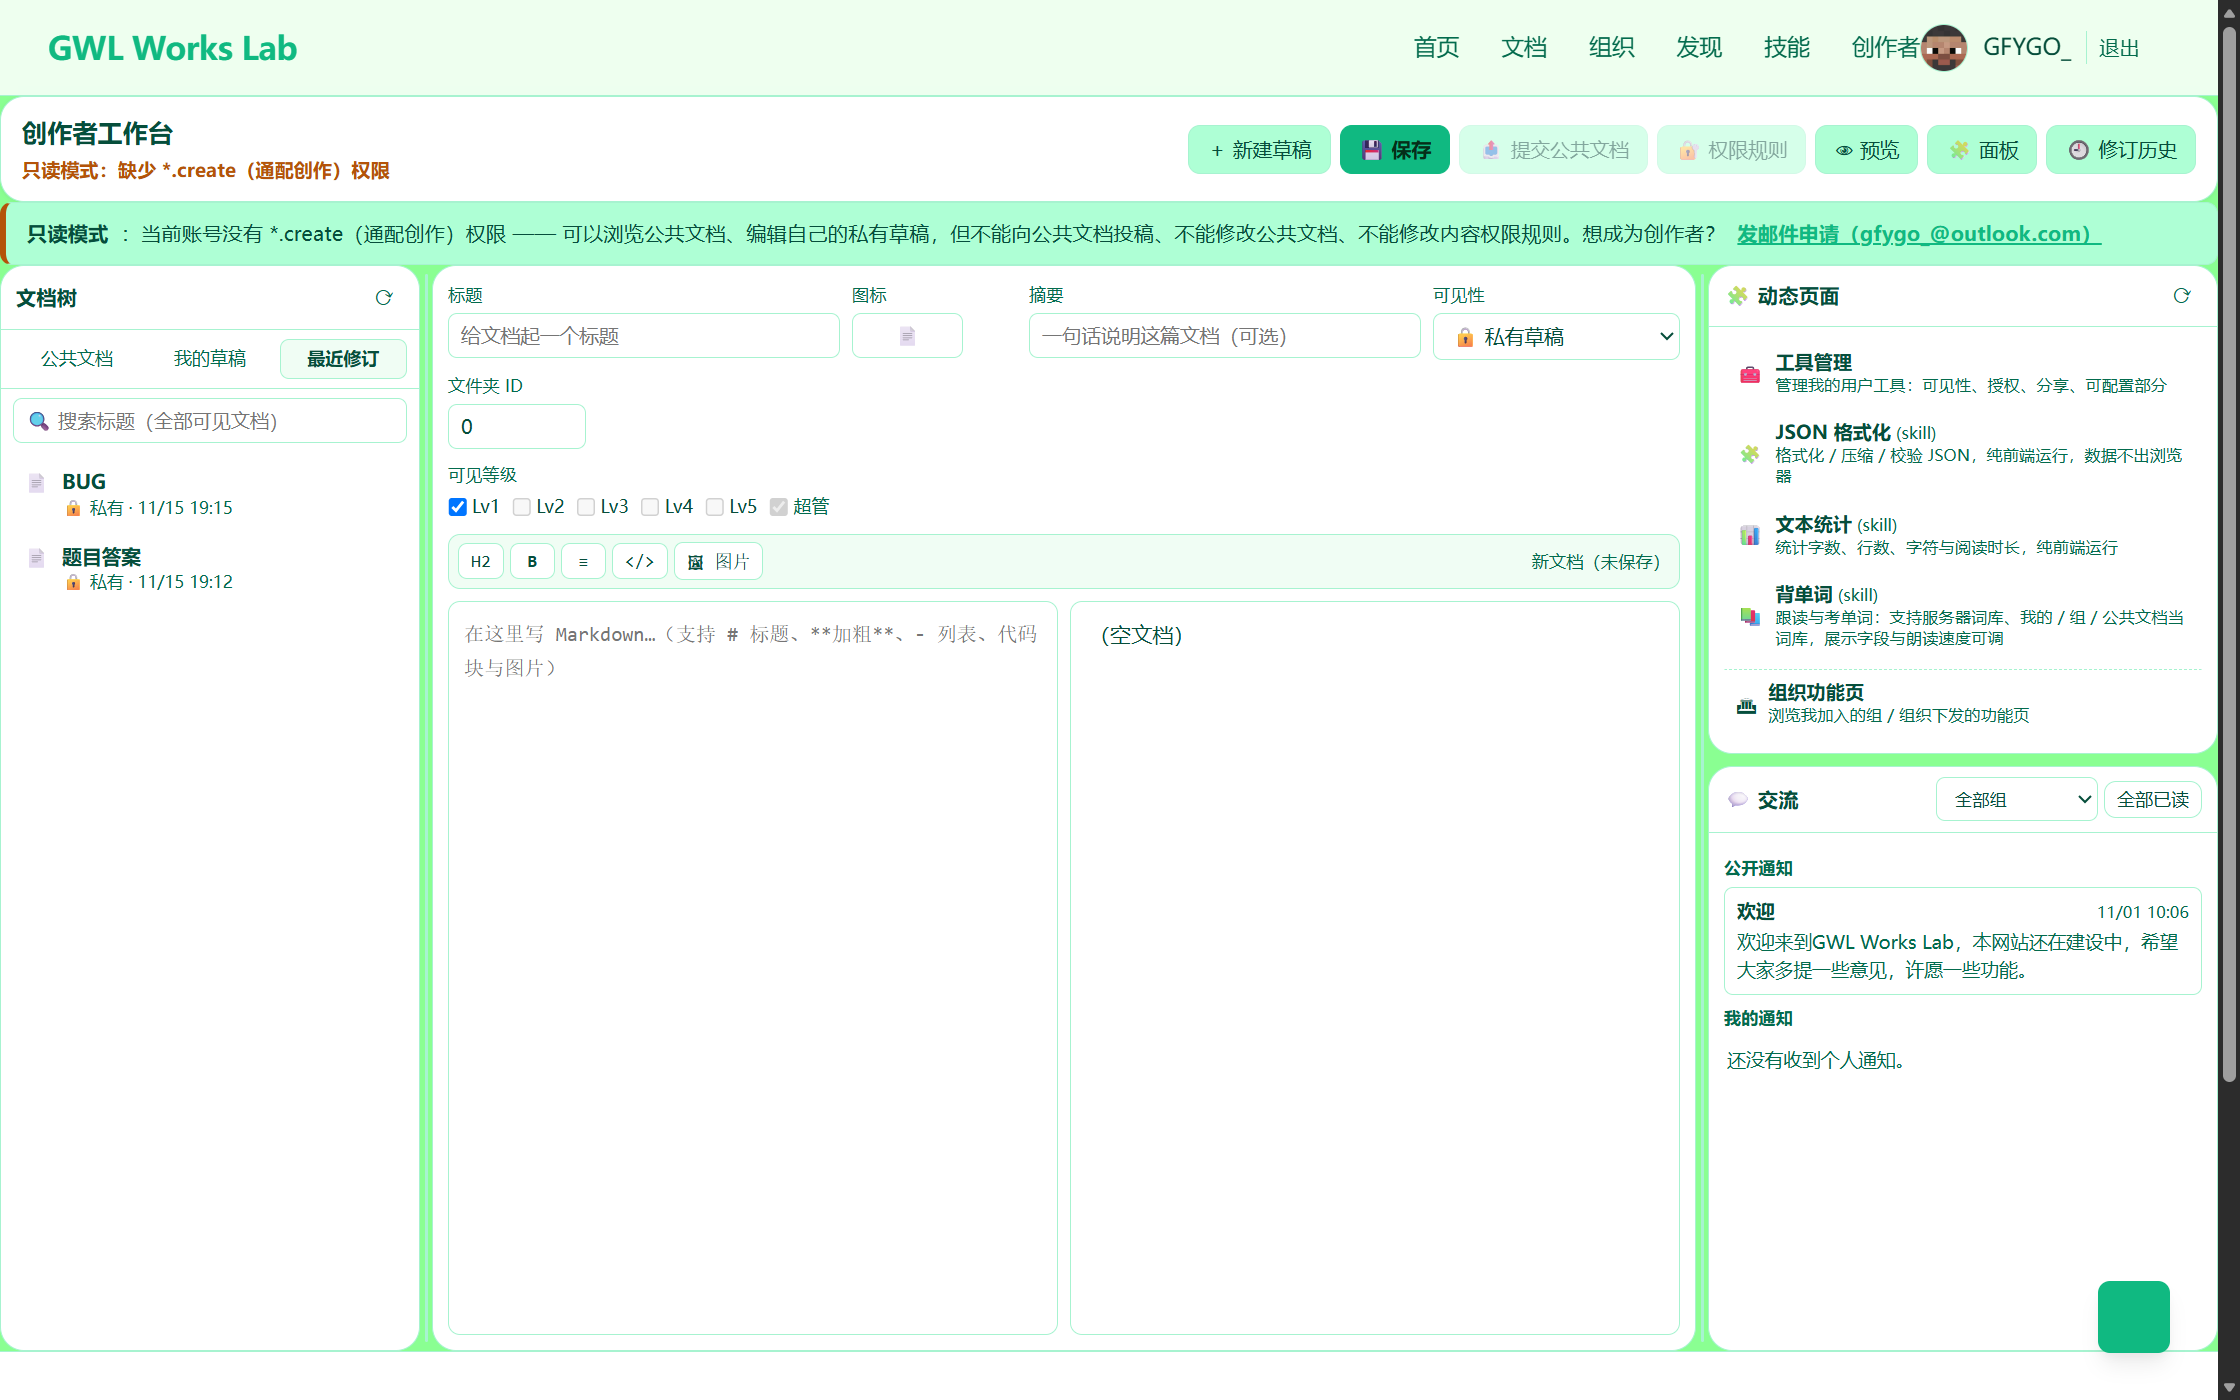 GWL Works Lab
首页 文档 组织 发现 技能 创作者 GFYGO_ 退出
创作者工作台
只读模式：缺少 *.create（通配创作）权限
+ 新建草稿 保存 提交公共文档 权限规则 预览 面板 修订历史
只读模式 ：当前账号没有 *.create（通配创作）权限 —— 可以浏览公共文档、编辑自己的私有草稿，但不能向公共文档投稿、不能修改公共文档、不能修改内容权限规则。想成为创作者？ 发邮件申请（gfygo_@outlook.com）
文档树
公共文档 我的草稿 最近修订
搜索标题（全部可见文档）
BUG
私有 · 11/15 19:15
题目答案
私有 · 11/15 19:12
标题 图标 摘要 可见性
给文档起一个标题 一句话说明这篇文档（可选） 私有草稿
文件夹 ID
0
可见等级
Lv1 Lv2 Lv3 Lv4 Lv5 超管
H2 B ≡ </> 图片 新文档（未保存）
在这里写 Markdown…（支持 # 标题、**加粗**、- 列表、代码
块与图片）
（空文档）
动态页面
工具管理
管理我的用户工具：可见性、授权、分享、可配置部分
JSON 格式化 (skill)
格式化 / 压缩 / 校验 JSON，纯前端运行，数据不出浏览
器
文本统计 (skill)
统计字数、行数、字符与阅读时长，纯前端运行
背单词 (skill)
跟读与考单词：支持服务器词库、我的 / 组 / 公共文档当
词库，展示字段与朗读速度可调
组织功能页
浏览我加入的组 / 组织下发的功能页
交流 全部组 全部已读
公开通知
欢迎 11/01 10:06
欢迎来到GWL Works Lab，本网站还在建设中，希望
大家多提一些意见，许愿一些功能。
我的通知
还没有收到个人通知。